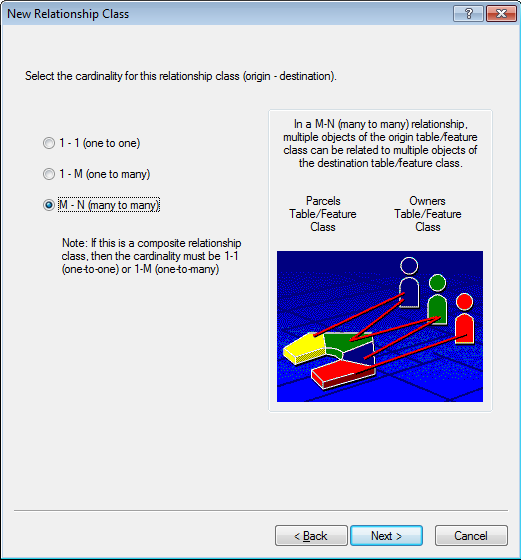 New Relationship Class
Select the cardinality for this relationship class (origin - destination).
1 - 1 (one to one)
1 - M (one to many)
M - N (many to many)
Note: If this is a composite relationship
class, then the cardinality must be 1-1
(one-to-one) or 1-M (one-to-many)
In a M-N (many to many) relationship,
multiple objects of the origin table/feature
class can be related to multiple objects of
the destination table/feature class.
Parcels
Table/Feature
Class
Owners
Table/Feature
Class
< Back
Next >
Cancel